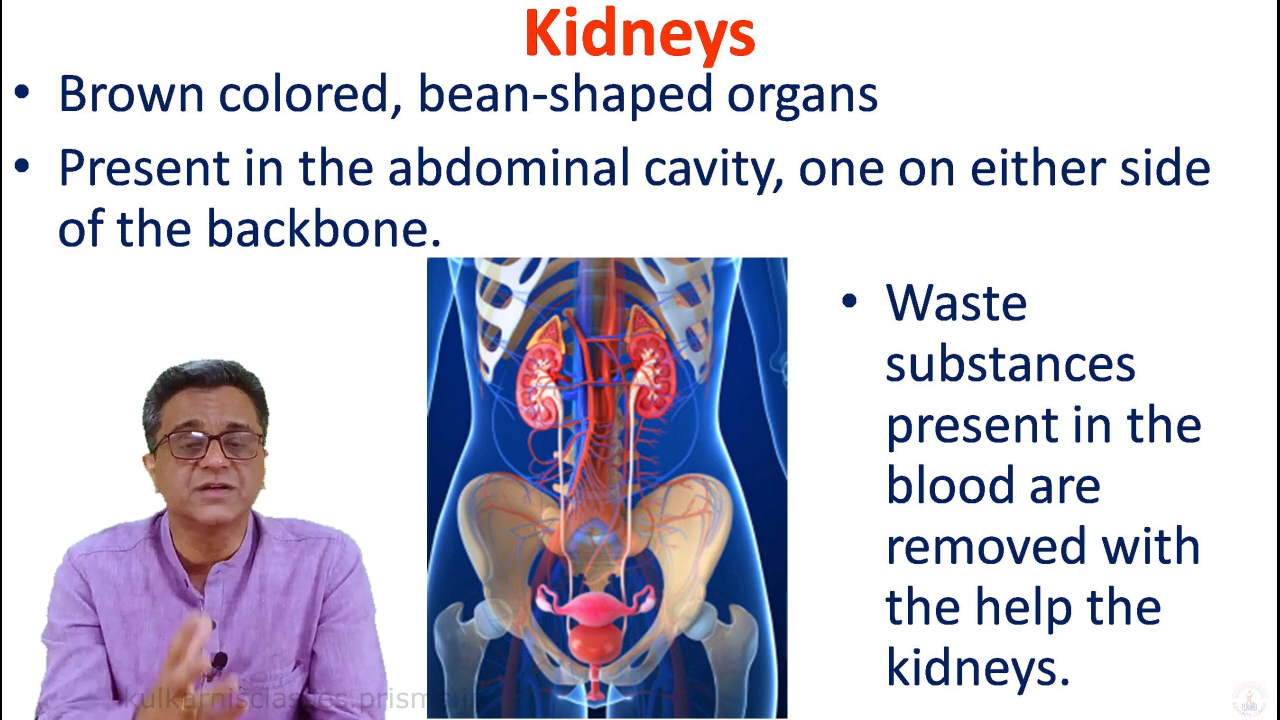 Kidneys
• Brown colored, bean-shaped organs
• Present in the abdominal cavity, one on either side
of the backbone.
• Waste
substances
present in the
blood are
removed with
the help the
kidneys.